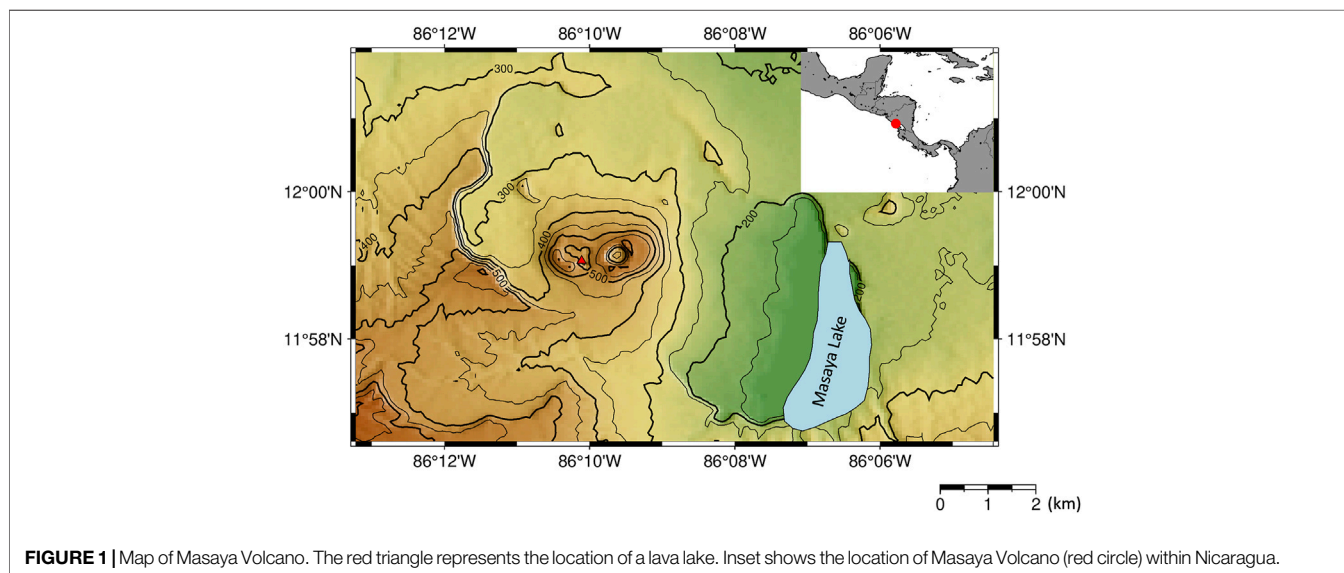 86°12'W 86°10'W 86°08'W 86°06'W
300
12°00'N 12°00'N
300
200
400
400
500
500
200
11°58'N 11°58'N
Masaya Lake
86°12'W 86°10'W 86°08'W 86°06'W
0 1 2 (km)
FIGURE 1 | Map of Masaya Volcano. The red triangle represents the location of a lava lake. Inset shows the location of Masaya Volcano (red circle) within Nicaragua.